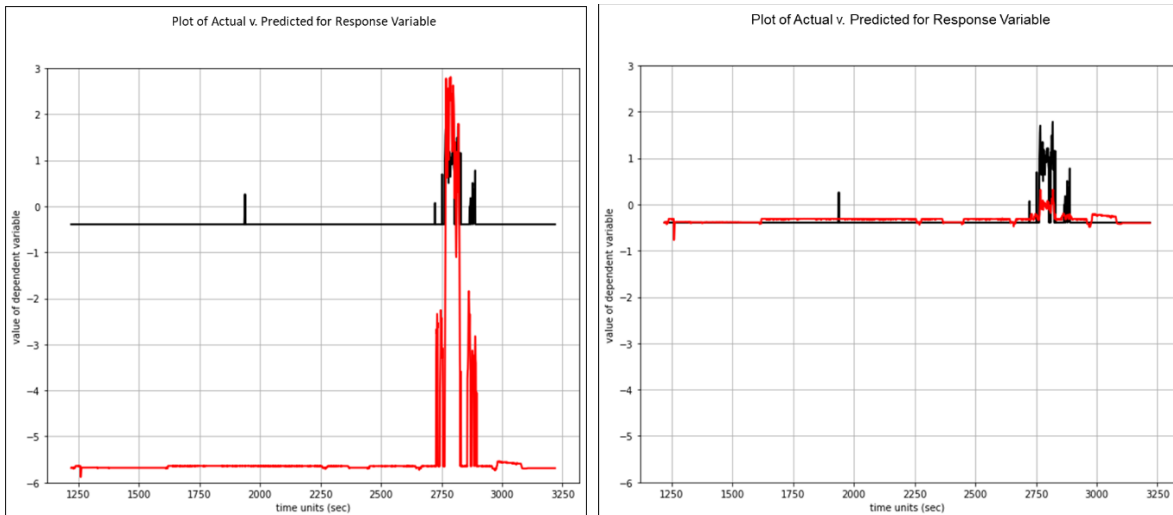 Plot of Actual v. Predicted for Response Variable
3
2
1
0
−1
−2
−3
−4
−5
−6
value of dependent variable
1250 1500 1750 2000 2250 2500 2750 3000 3250
time units (sec)
Plot of Actual v. Predicted for Response Variable
3
2
1
0
−1
−2
−3
−4
−5
−6
value of dependent variable
1250 1500 1750 2000 2250 2500 2750 3000 3250
time units (sec)